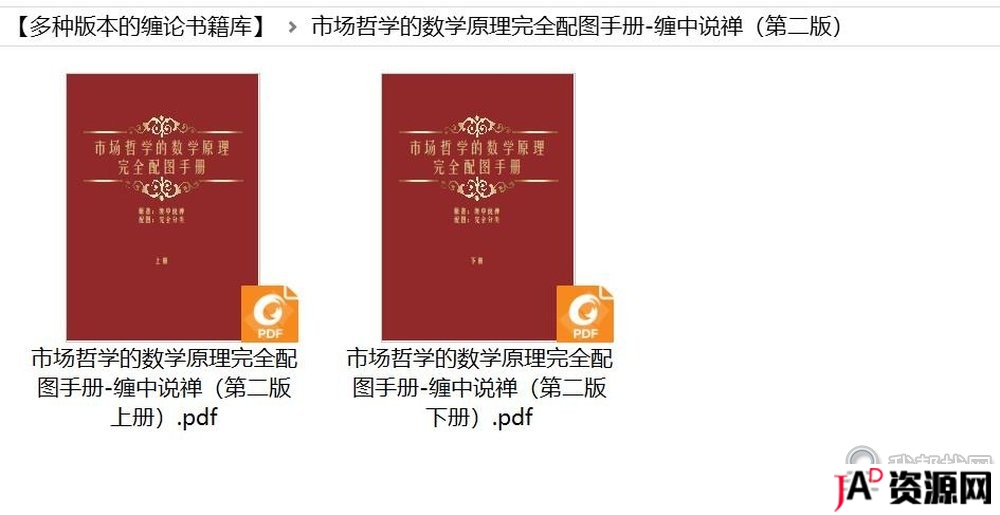 【多种版本的缠论书籍库】 > 市场哲学的数学原理完全配图手册-缠中说禅（第二版）
市场哲学的数学原理
完全配图手册
上册
PDF
市场哲学的数学原理完全配
图手册-缠中说禅（第二版
上册）.pdf
市场哲学的数学原理
完全配图手册
下册
PDF
市场哲学的数学原理完全配
图手册-缠中说禅（第二版
下册）.pdf
JAD资源网